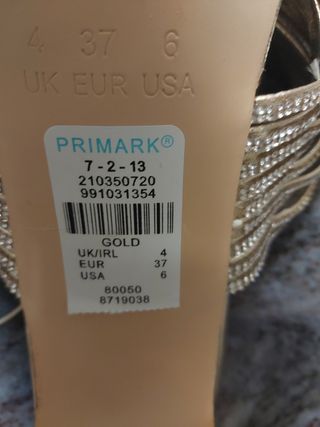 4 37 6
UK EUR USA
PRIMARK®
7 - 2 - 13
210350720
991031354
GOLD
UK/IRL 4
EUR 37
USA 6
80050
8719038